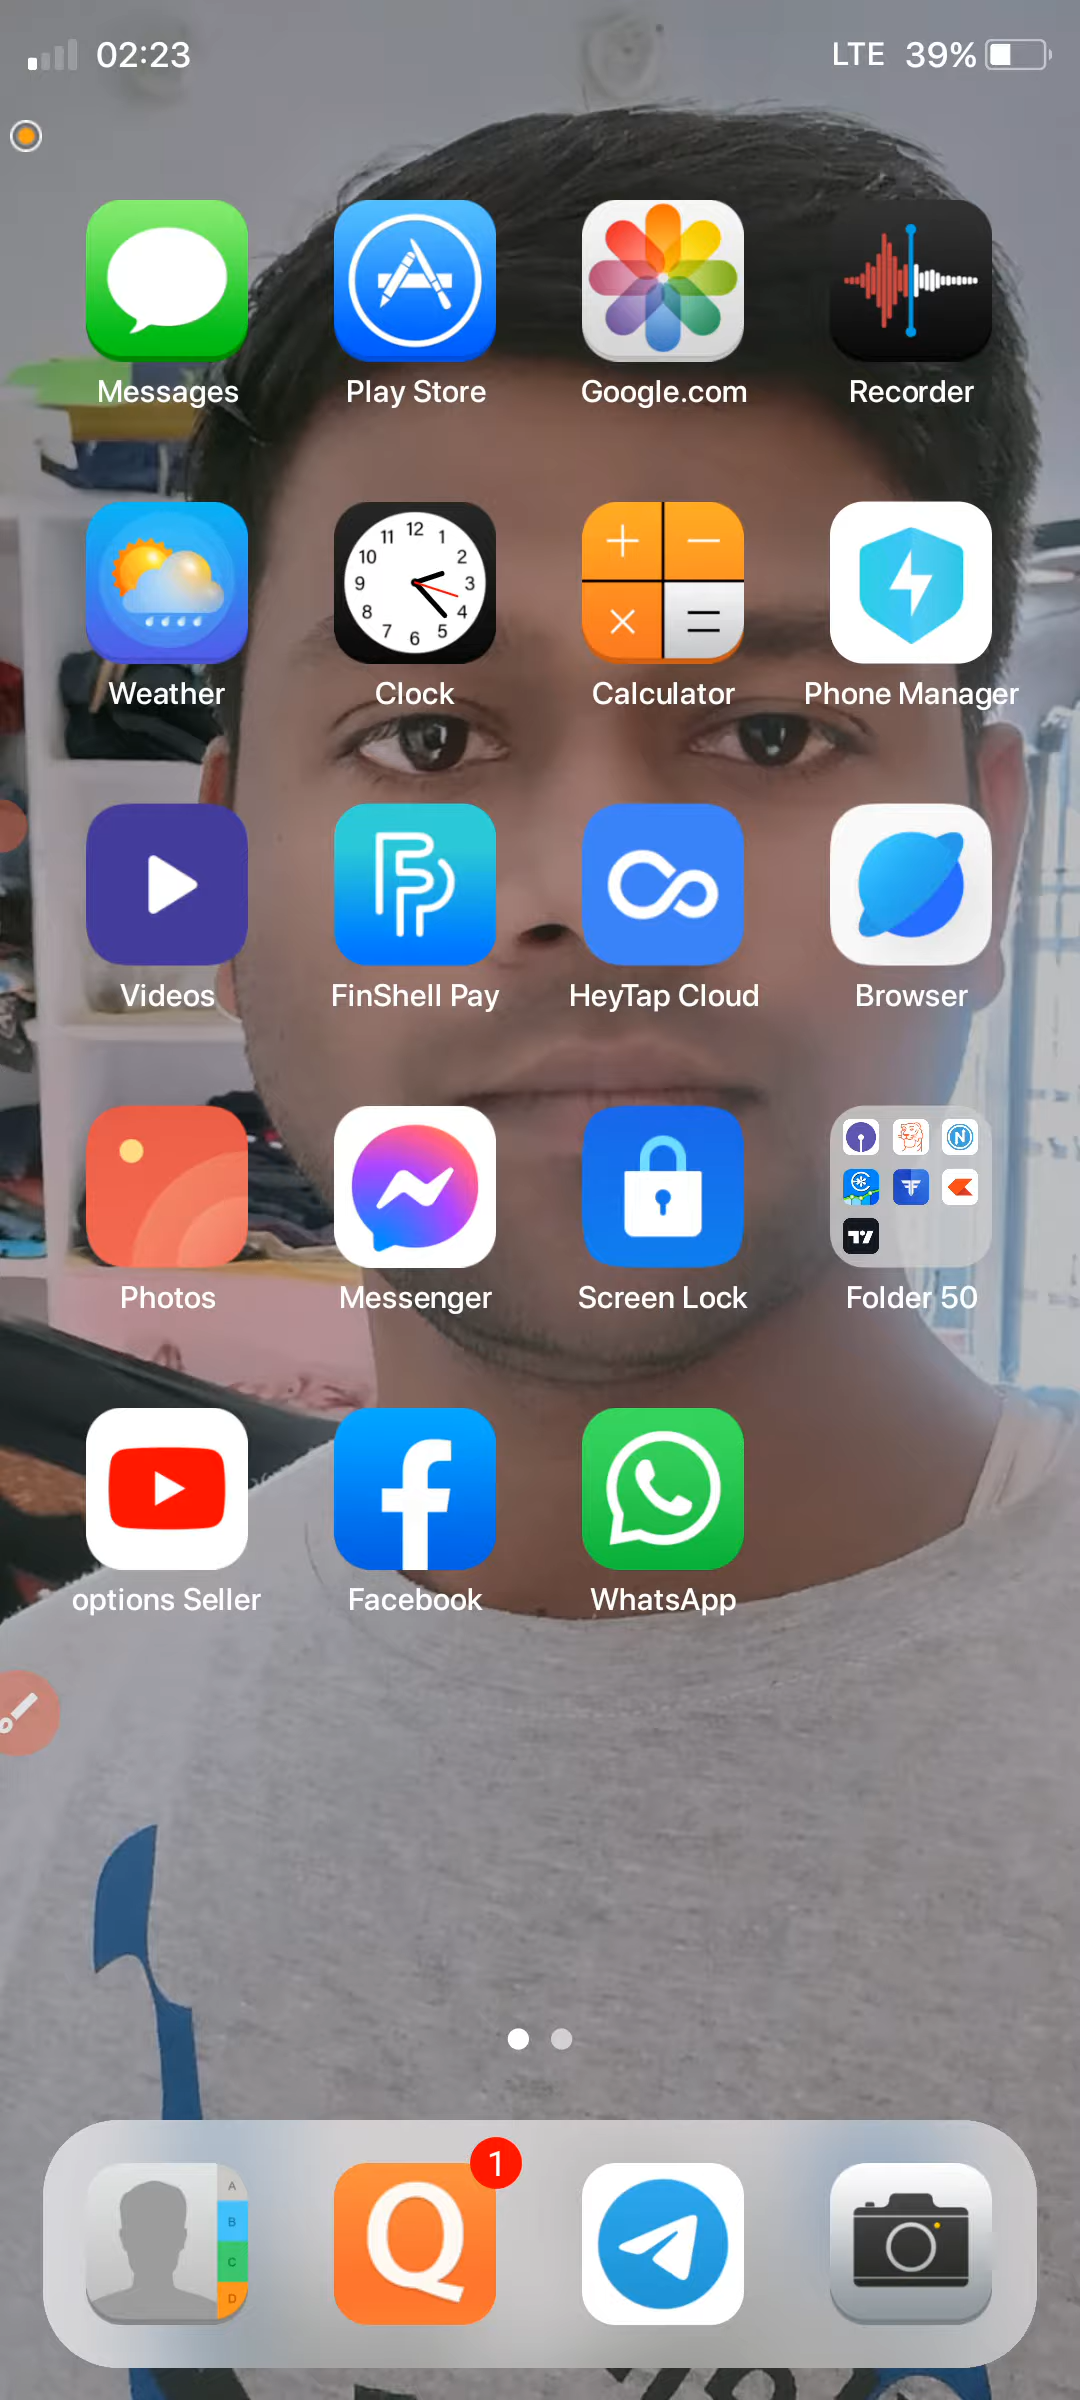 02:23 LTE 39%
Messages Play Store Google.com Recorder
12
11 1
10 2
9 3
8 4
7 5
6
Weather Clock Calculator Phone Manager
Videos FinShell Pay HeyTap Cloud Browser
N
Photos Messenger Screen Lock Folder 50
options Seller Facebook WhatsApp
1
A
B
C
D
Q